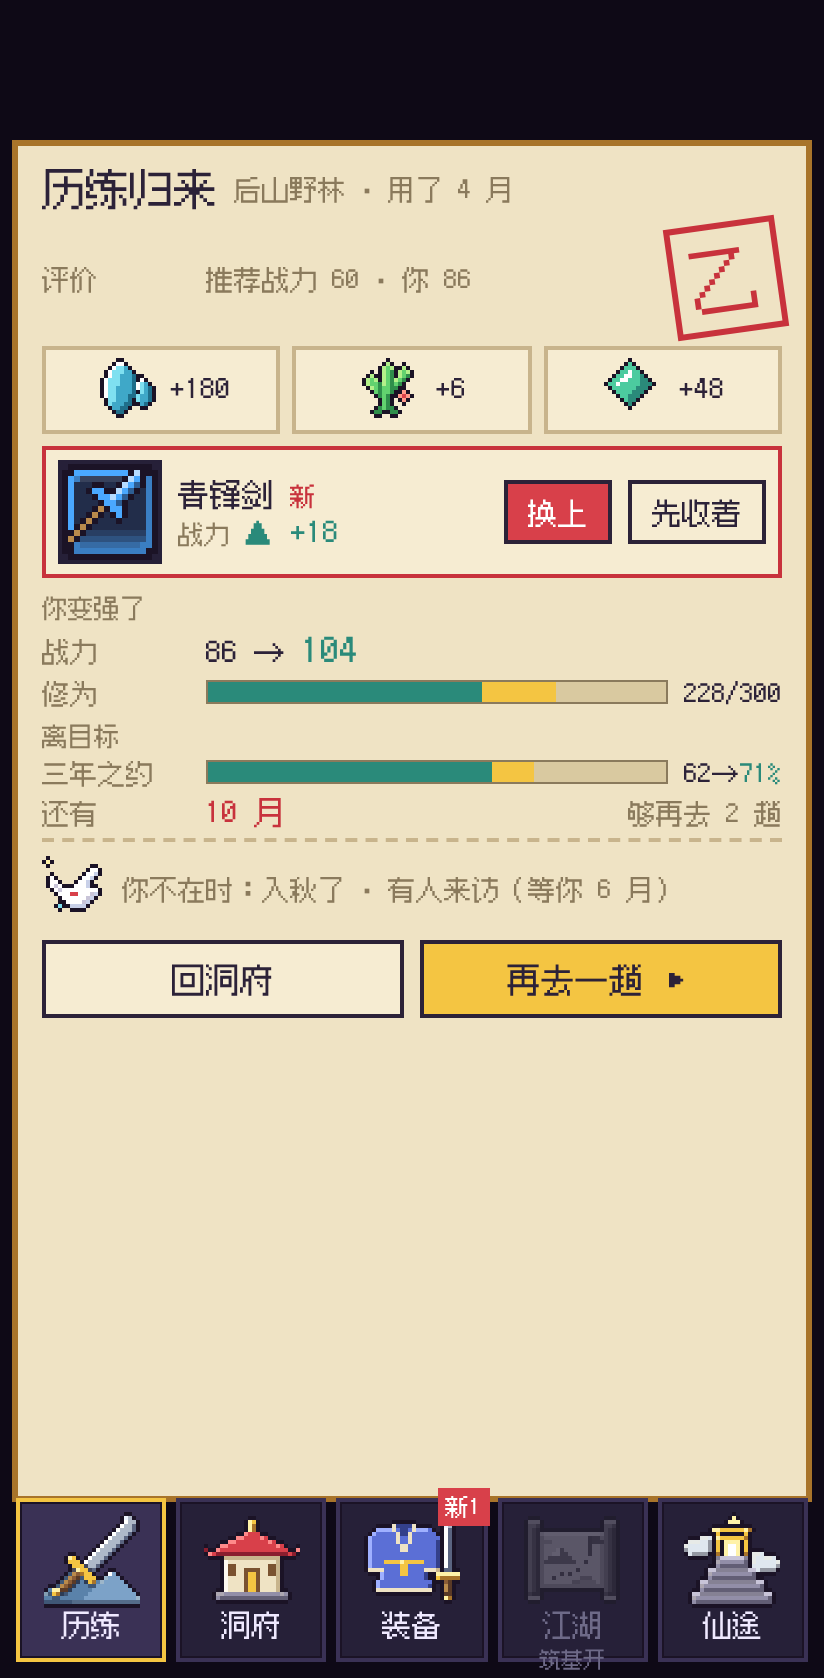 历练归来 后山野林 · 用了 4 月
评价 推荐战力 60 · 你 86
乙
+180 +6 +48
青锋剑 新
战力 ▲ +18
换上 先收着
你变强了
战力 86 → 104
修为 228/300
离目标
三年之约 62→71%
还有 10 月 够再去 2 趟
你不在时：入秋了 · 有人来访（等你 6 月）
回洞府 再去一趟 ▶
新1
历练 洞府 装备 江湖 仙途
筑基开